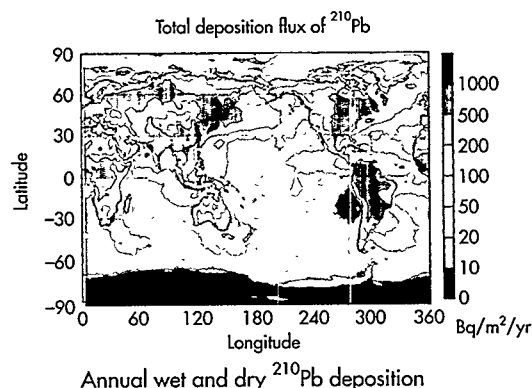 Total deposition flux of ²¹⁰Pb
90
60
30
0
-30
-60
-90
Latitude
0 60 120 180 240 300 360
Longitude
1000
500
200
100
50
20
10
0
Bq/m²/yr
Annual wet and dry ²¹⁰Pb deposition